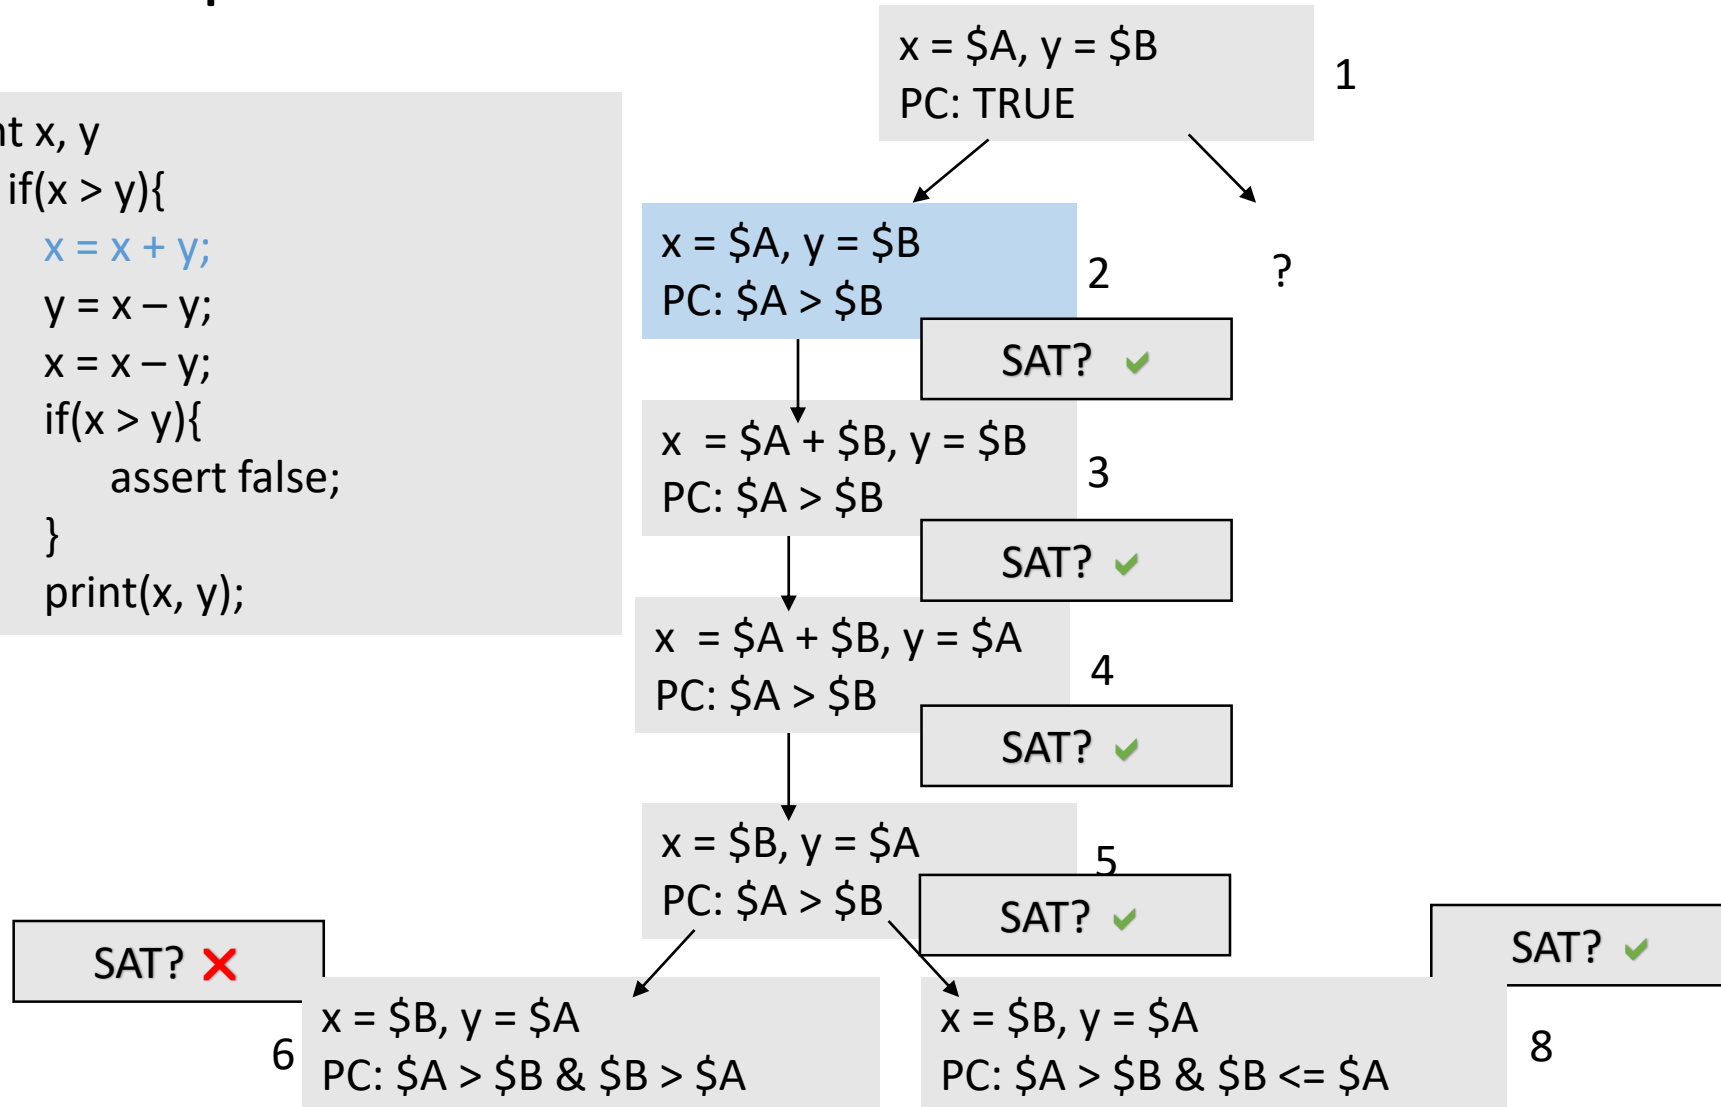 x = $A, y = $B
PC: TRUE
1
nt x, y
if(x > y){
x = x + y;
y = x – y;
x = x – y;
if(x > y){
assert false;
}
print(x, y);
x = $A, y = $B
PC: $A > $B
2
?
SAT?
x = $A + $B, y = $B
PC: $A > $B
3
SAT?
x = $A + $B, y = $A
PC: $A > $B
4
SAT?
x = $B, y = $A
PC: $A > $B
5
SAT?
SAT?
SAT?
6
x = $B, y = $A
PC: $A > $B & $B > $A
x = $B, y = $A
PC: $A > $B & $B <= $A
8